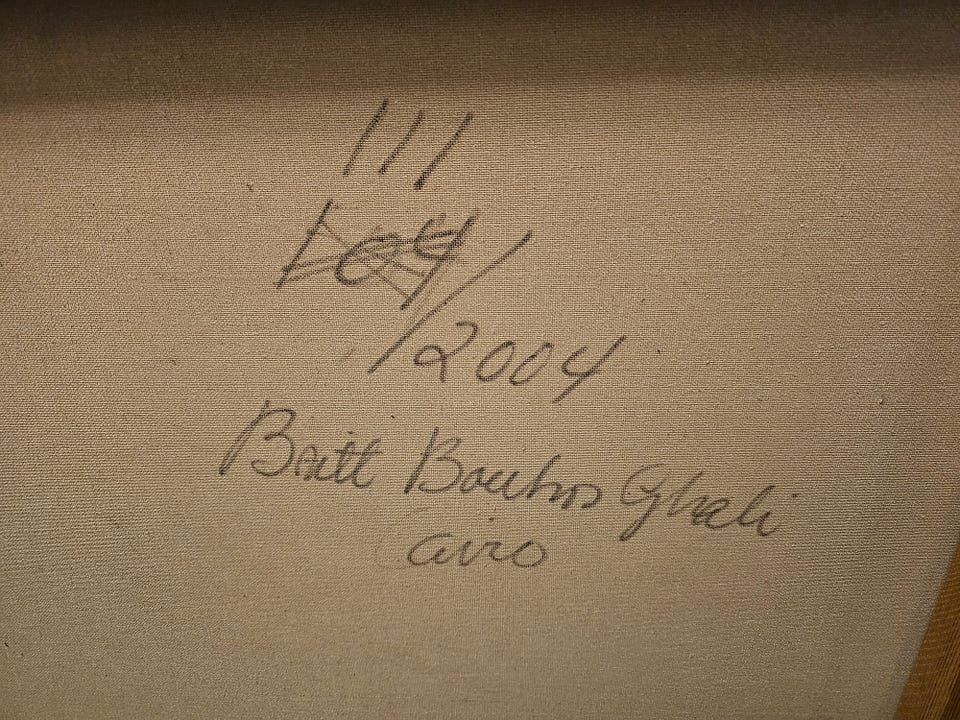 111
/2004
Britt Boutros Ghali
Cairo